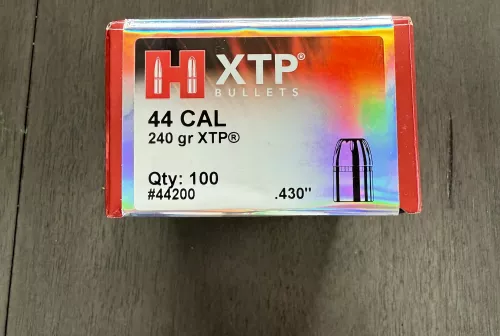 H XTP®
BULLETS
44 CAL
240 gr XTP®
Qty: 100
#44200 .430"